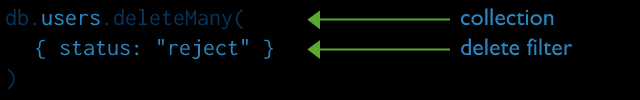 db.users.deleteMany( collection
{ status: "reject" } delete filter
)